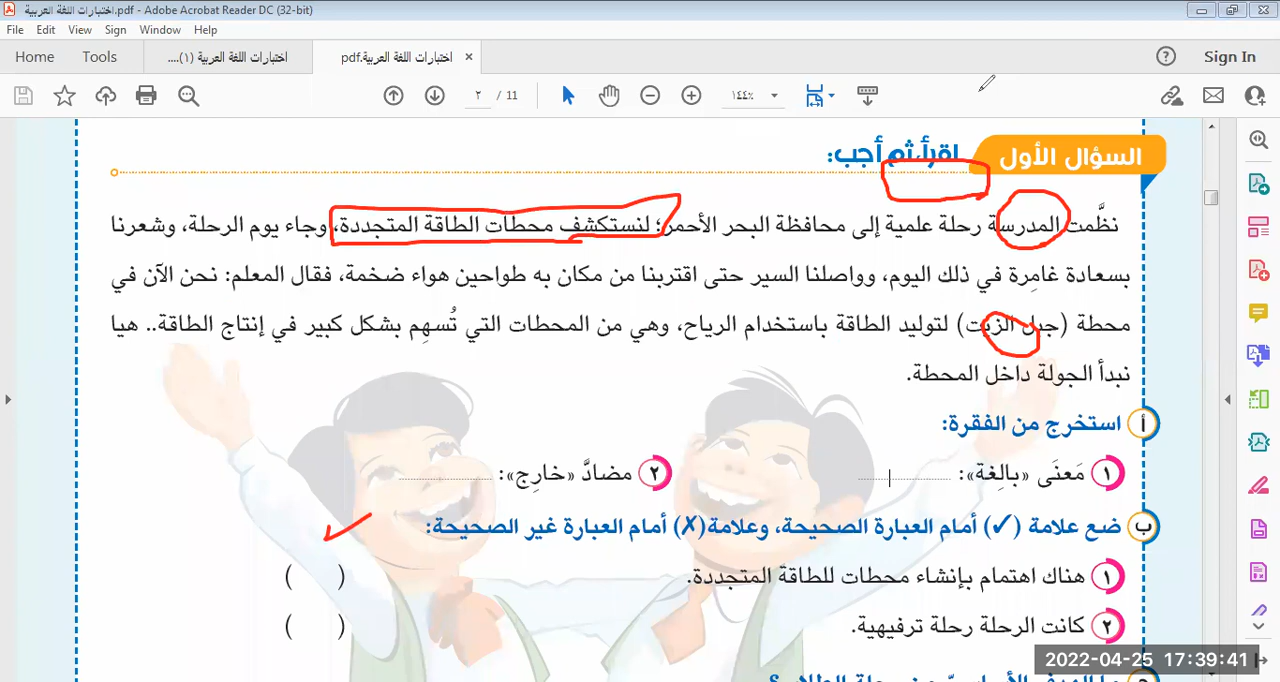 اختبارات اللغة العربية.pdf - Adobe Acrobat Reader DC (32-bit)
File Edit View Sign Window Help
Home Tools اختبارات اللغة العربية (١).... اختبارات اللغة العربية.pdf × Sign In
٢ / 11 ١٤٤٪
السؤال الأول اقرأ، ثم أجب:
نظَّمت المدرسة رحلة علمية إلى محافظة البحر الأحمر؛ لنستكشف محطات الطاقة المتجددة، وجاء يوم الرحلة، وشعرنا
بسعادة غامِرة في ذلك اليوم، وواصلنا السير حتى اقتربنا من مكان به طواحين هواء ضخمة، فقال المعلم: نحن الآن في
محطة (جبل الزيت) لتوليد الطاقة باستخدام الرياح، وهي من المحطات التي تُسهِم بشكل كبير في إنتاج الطاقة.. هيا
نبدأ الجولة داخل المحطة.
أ استخرج من الفقرة:
١ مَعنَى «بالِغة»: .................... ٢ مضادَّ «خارِج»: ....................
ب ضع علامة (✓) أمام العبارة الصحيحة، وعلامة (✗) أمام العبارة غير الصحيحة:
١ هناك اهتمام بإنشاء محطات للطاقة المتجددة. ( )
٢ كانت الرحلة رحلة ترفيهية. ( )
2022-04-25 17:39:41